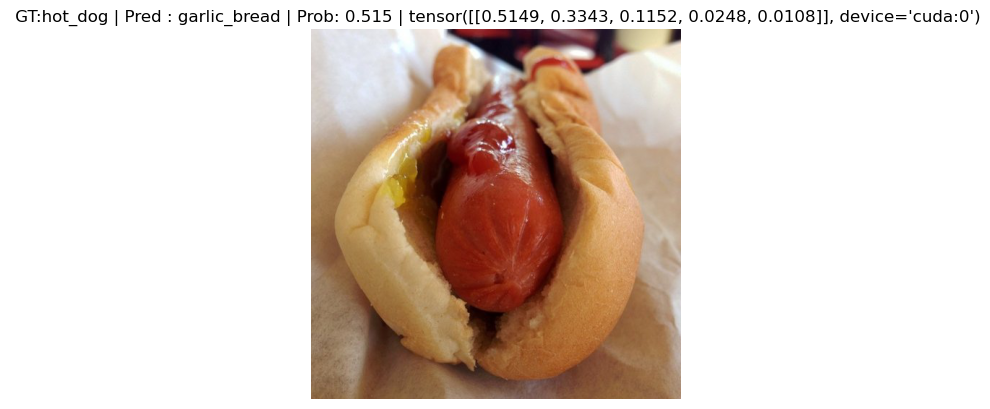 GT:hot_dog | Pred : garlic_bread | Prob: 0.515 | tensor([[0.5149, 0.3343, 0.1152, 0.0248, 0.0108]], device='cuda:0')